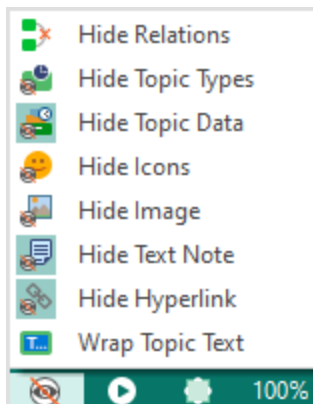 Hide Relations
Hide Topic Types
Hide Topic Data
Hide Icons
Hide Image
Hide Text Note
Hide Hyperlink
T... Wrap Topic Text
100%